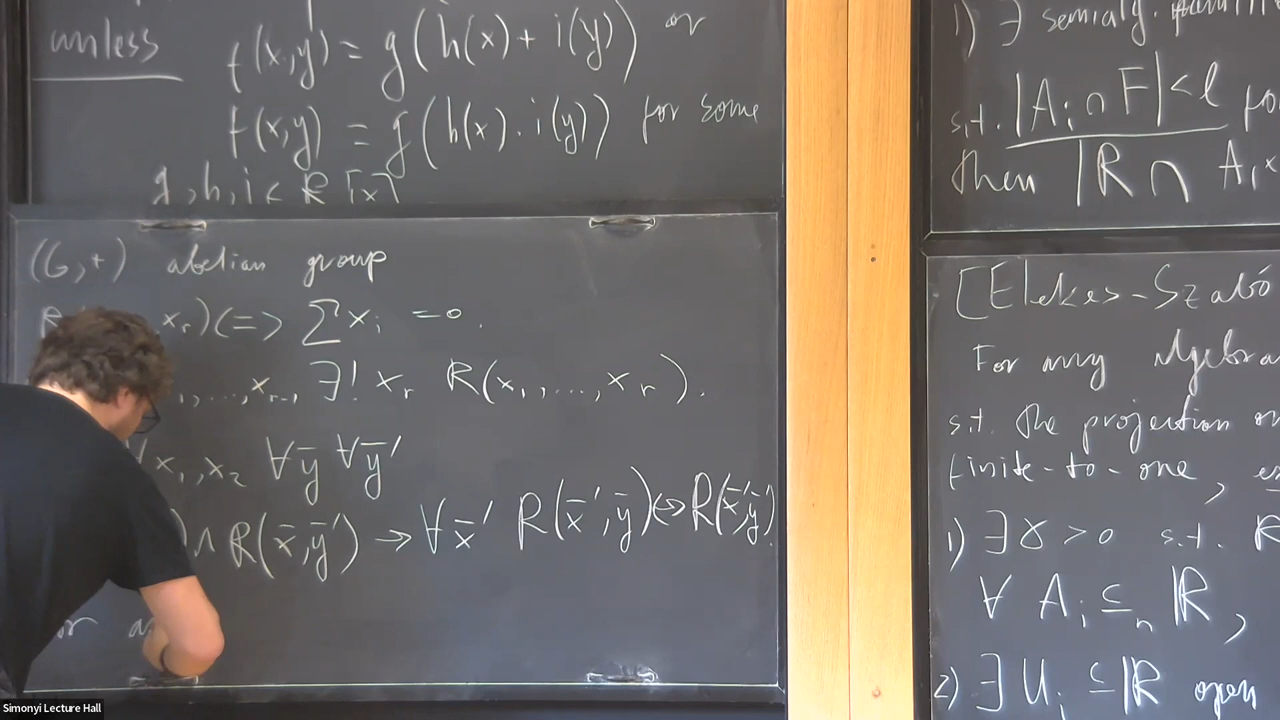 unless f(x,y) = g(h(x) + i(y)) or
f(x,y) = g(h(x) · i(y)) for some
g, h, i ∈ ℝ[x]
(G,+) abelian group
x_r) <=> ∑x_i = 0.
,...,x_{r-1} ∃! x_r R(x_1,...,x_r).
∀x_1,x_2 ∀ȳ ∀ȳ'
) ∧ R(x̄,ȳ') → ∀x̄' R(x̄',ȳ) <-> R(x̄',ȳ').
1) ∃ semialg.
s.t. |A_i ∩ F| < l
then |R ∩ A_1 x
[Elekes-Szabó
For any algebra
s.t. the projection on
finite-to-one,
1) ∃ γ > 0 s.t. R
∀ A_i ⊆_n ℝ,
2) ∃ U_i ⊆ ℝ open
Simonyi Lecture Hall